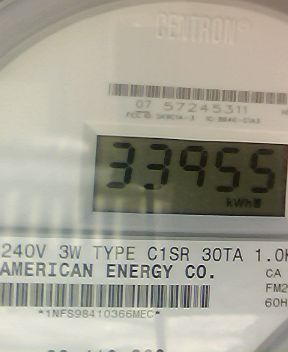 CENTRON®
07 57245311
33955
kWh
240V 3W TYPE C1SR 30TA 1.0
AMERICAN ENERGY CO.
CA
FM2
60H
*1NFS98410366MEC*